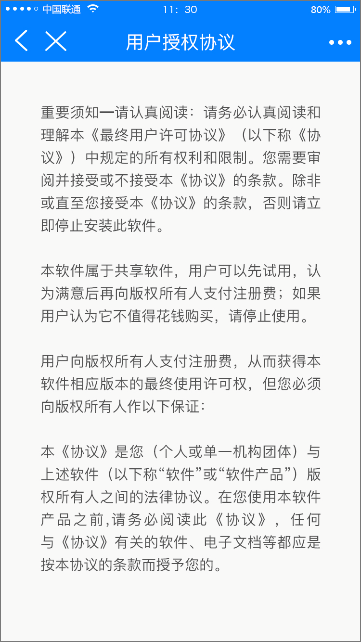 中国联通
11：30
80%
用户授权协议
重要须知—请认真阅读：请务必认真阅读和
理解本《最终用户许可协议》（以下称《协
议》）中规定的所有权利和限制。您需要审
阅并接受或不接受本《协议》的条款。除非
或直至您接受本《协议》的条款，否则请立
即停止安装此软件。
本软件属于共享软件，用户可以先试用，认
为满意后再向版权所有人支付注册费；如果
用户认为它不值得花钱购买，请停止使用。
用户向版权所有人支付注册费，从而获得本
软件相应版本的最终使用许可权，但您必须
向版权所有人作以下保证：
本《协议》是您（个人或单一机构团体）与
上述软件（以下称“软件”或“软件产品”）版
权所有人之间的法律协议。在您使用本软件
产品之前,请务必阅读此《协议》，任何
与《协议》有关的软件、电子文档等都应是
按本协议的条款而授予您的。